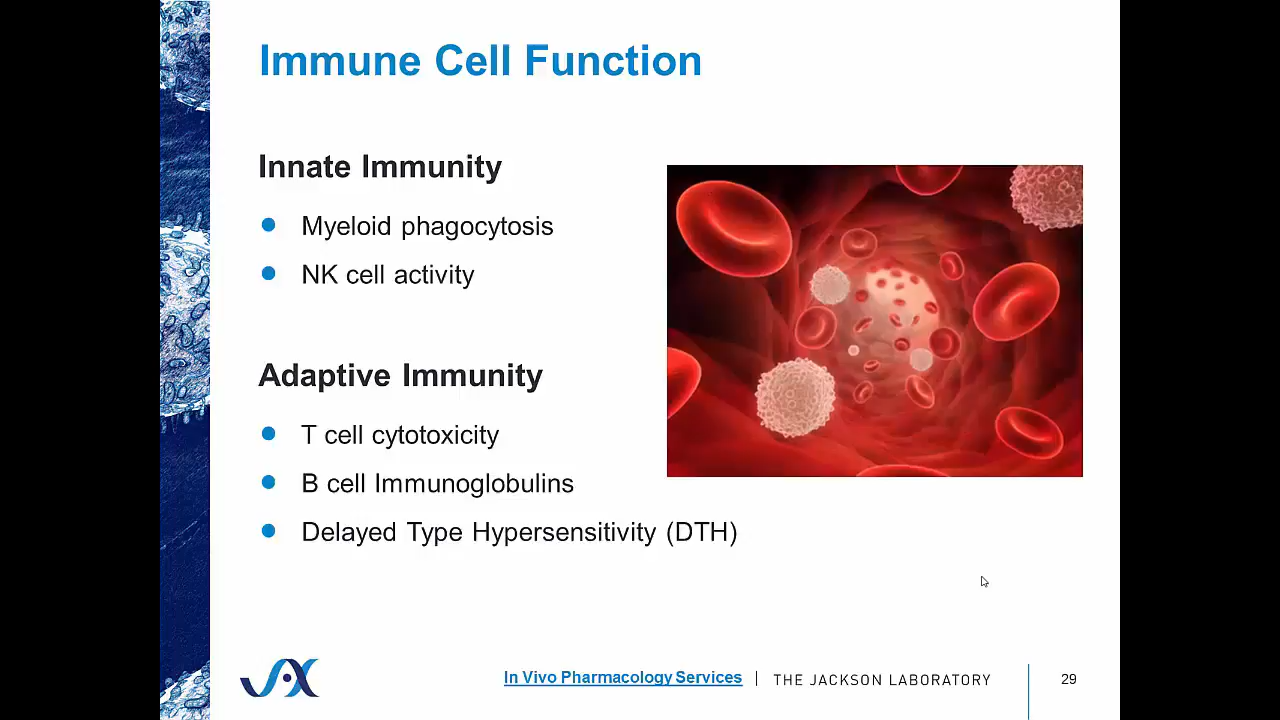 Immune Cell Function
Innate Immunity
Myeloid phagocytosis
NK cell activity
Adaptive Immunity
T cell cytotoxicity
B cell Immunoglobulins
Delayed Type Hypersensitivity (DTH)
JAX
In Vivo Pharmacology Services | THE JACKSON LABORATORY
29